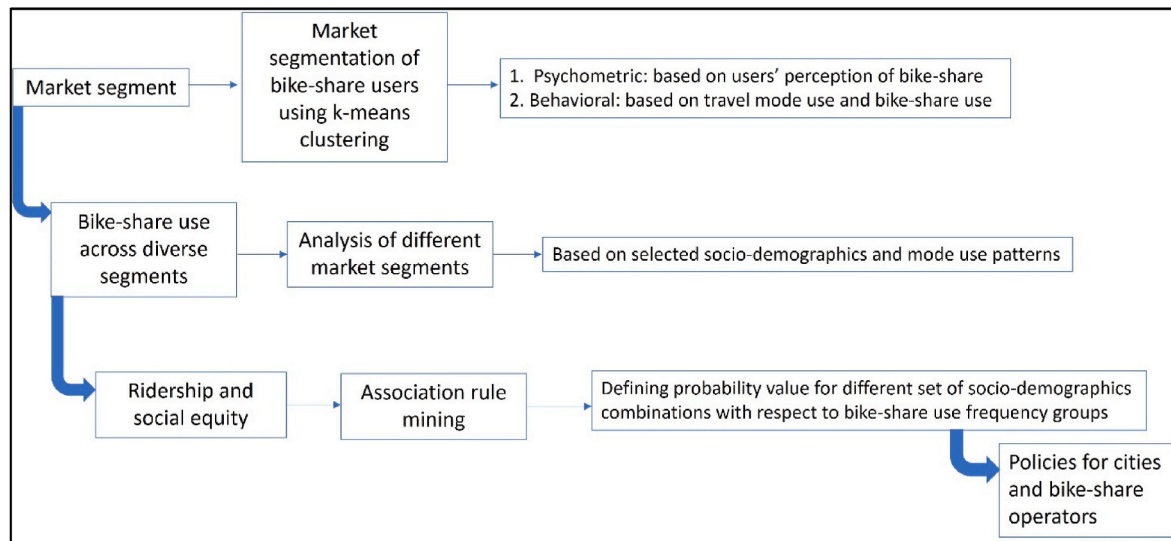 Market segment
Market
segmentation of
bike-share users
using k-means
clustering
1. Psychometric: based on users’ perception of bike-share
2. Behavioral: based on travel mode use and bike-share use
Bike-share use
across diverse
segments
Analysis of different
market segments
Based on selected socio-demographics and mode use patterns
Ridership and
social equity
Association rule
mining
Defining probability value for different set of socio-demographics
combinations with respect to bike-share use frequency groups
Policies for cities
and bike-share
operators